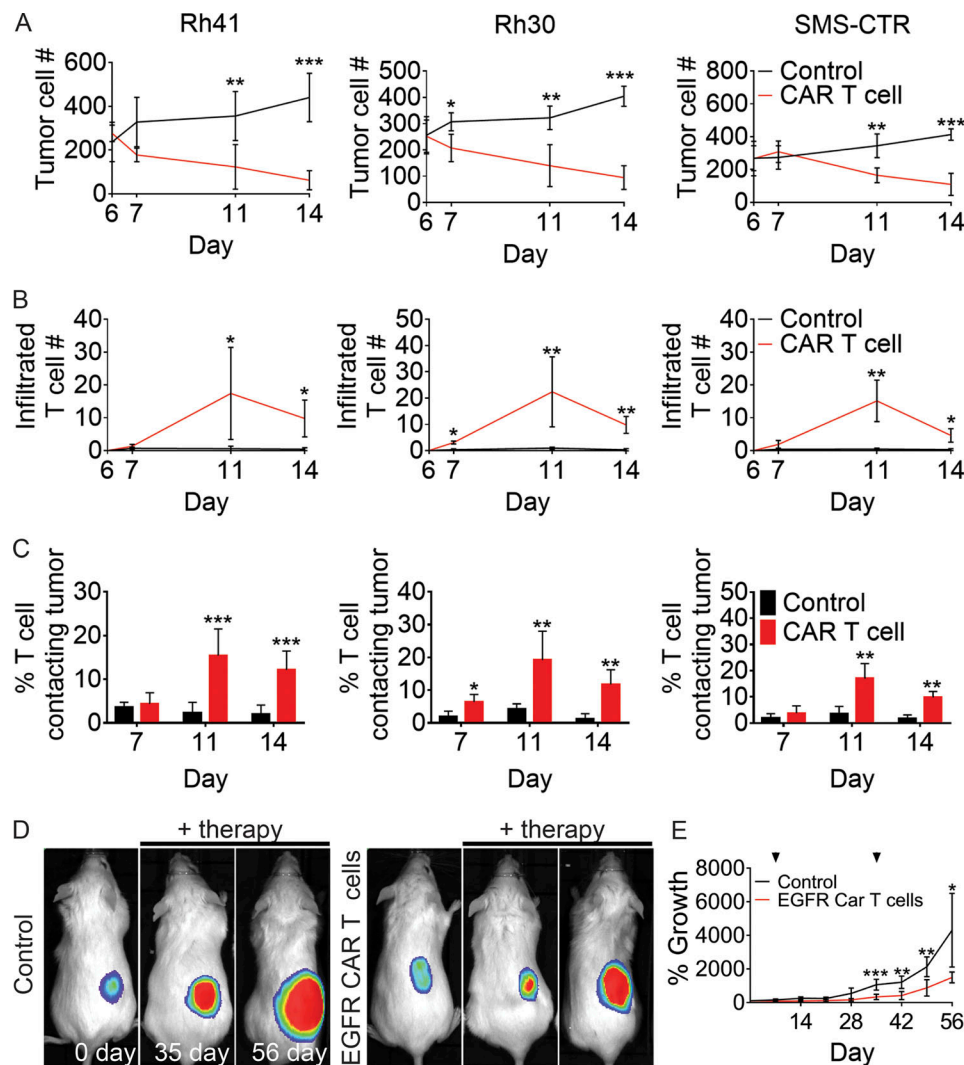 A
Rh41
Rh30
SMS-CTR
Tumor cell #
600
400
200
0
***
**
6 7 11 14
Day
Tumor cell #
500
400
300
200
100
0
*
**
***
6 7 11 14
Day
Tumor cell #
800
600
400
200
0
Control
CAR T cell
**
***
6 7 11 14
Day
B
Infiltrated
T cell #
40
30
20
10
0
*
*
6 7 11 14
Day
Infiltrated
T cell #
50
40
30
20
10
0
*
**
**
6 7 11 14
Day
Infiltrated
T cell #
40
30
20
10
0
Control
CAR T cell
**
*
6 7 11 14
Day
C
% T cell
contacting tumor
30
20
10
0
***
***
7 11 14
Day
% T cell
contacting tumor
30
20
10
0
*
**
**
7 11 14
Day
% T cell
contacting tumor
50
40
30
20
10
0
Control
CAR T cell
**
**
7 11 14
Day
D
+ therapy
Control
0 day
35 day
56 day
+ therapy
EGFR CAR T cells
E
% Growth
8000
6000
4000
2000
0
Control
EGFR Car T cells
***
**
**
*
14 28 42 56
Day